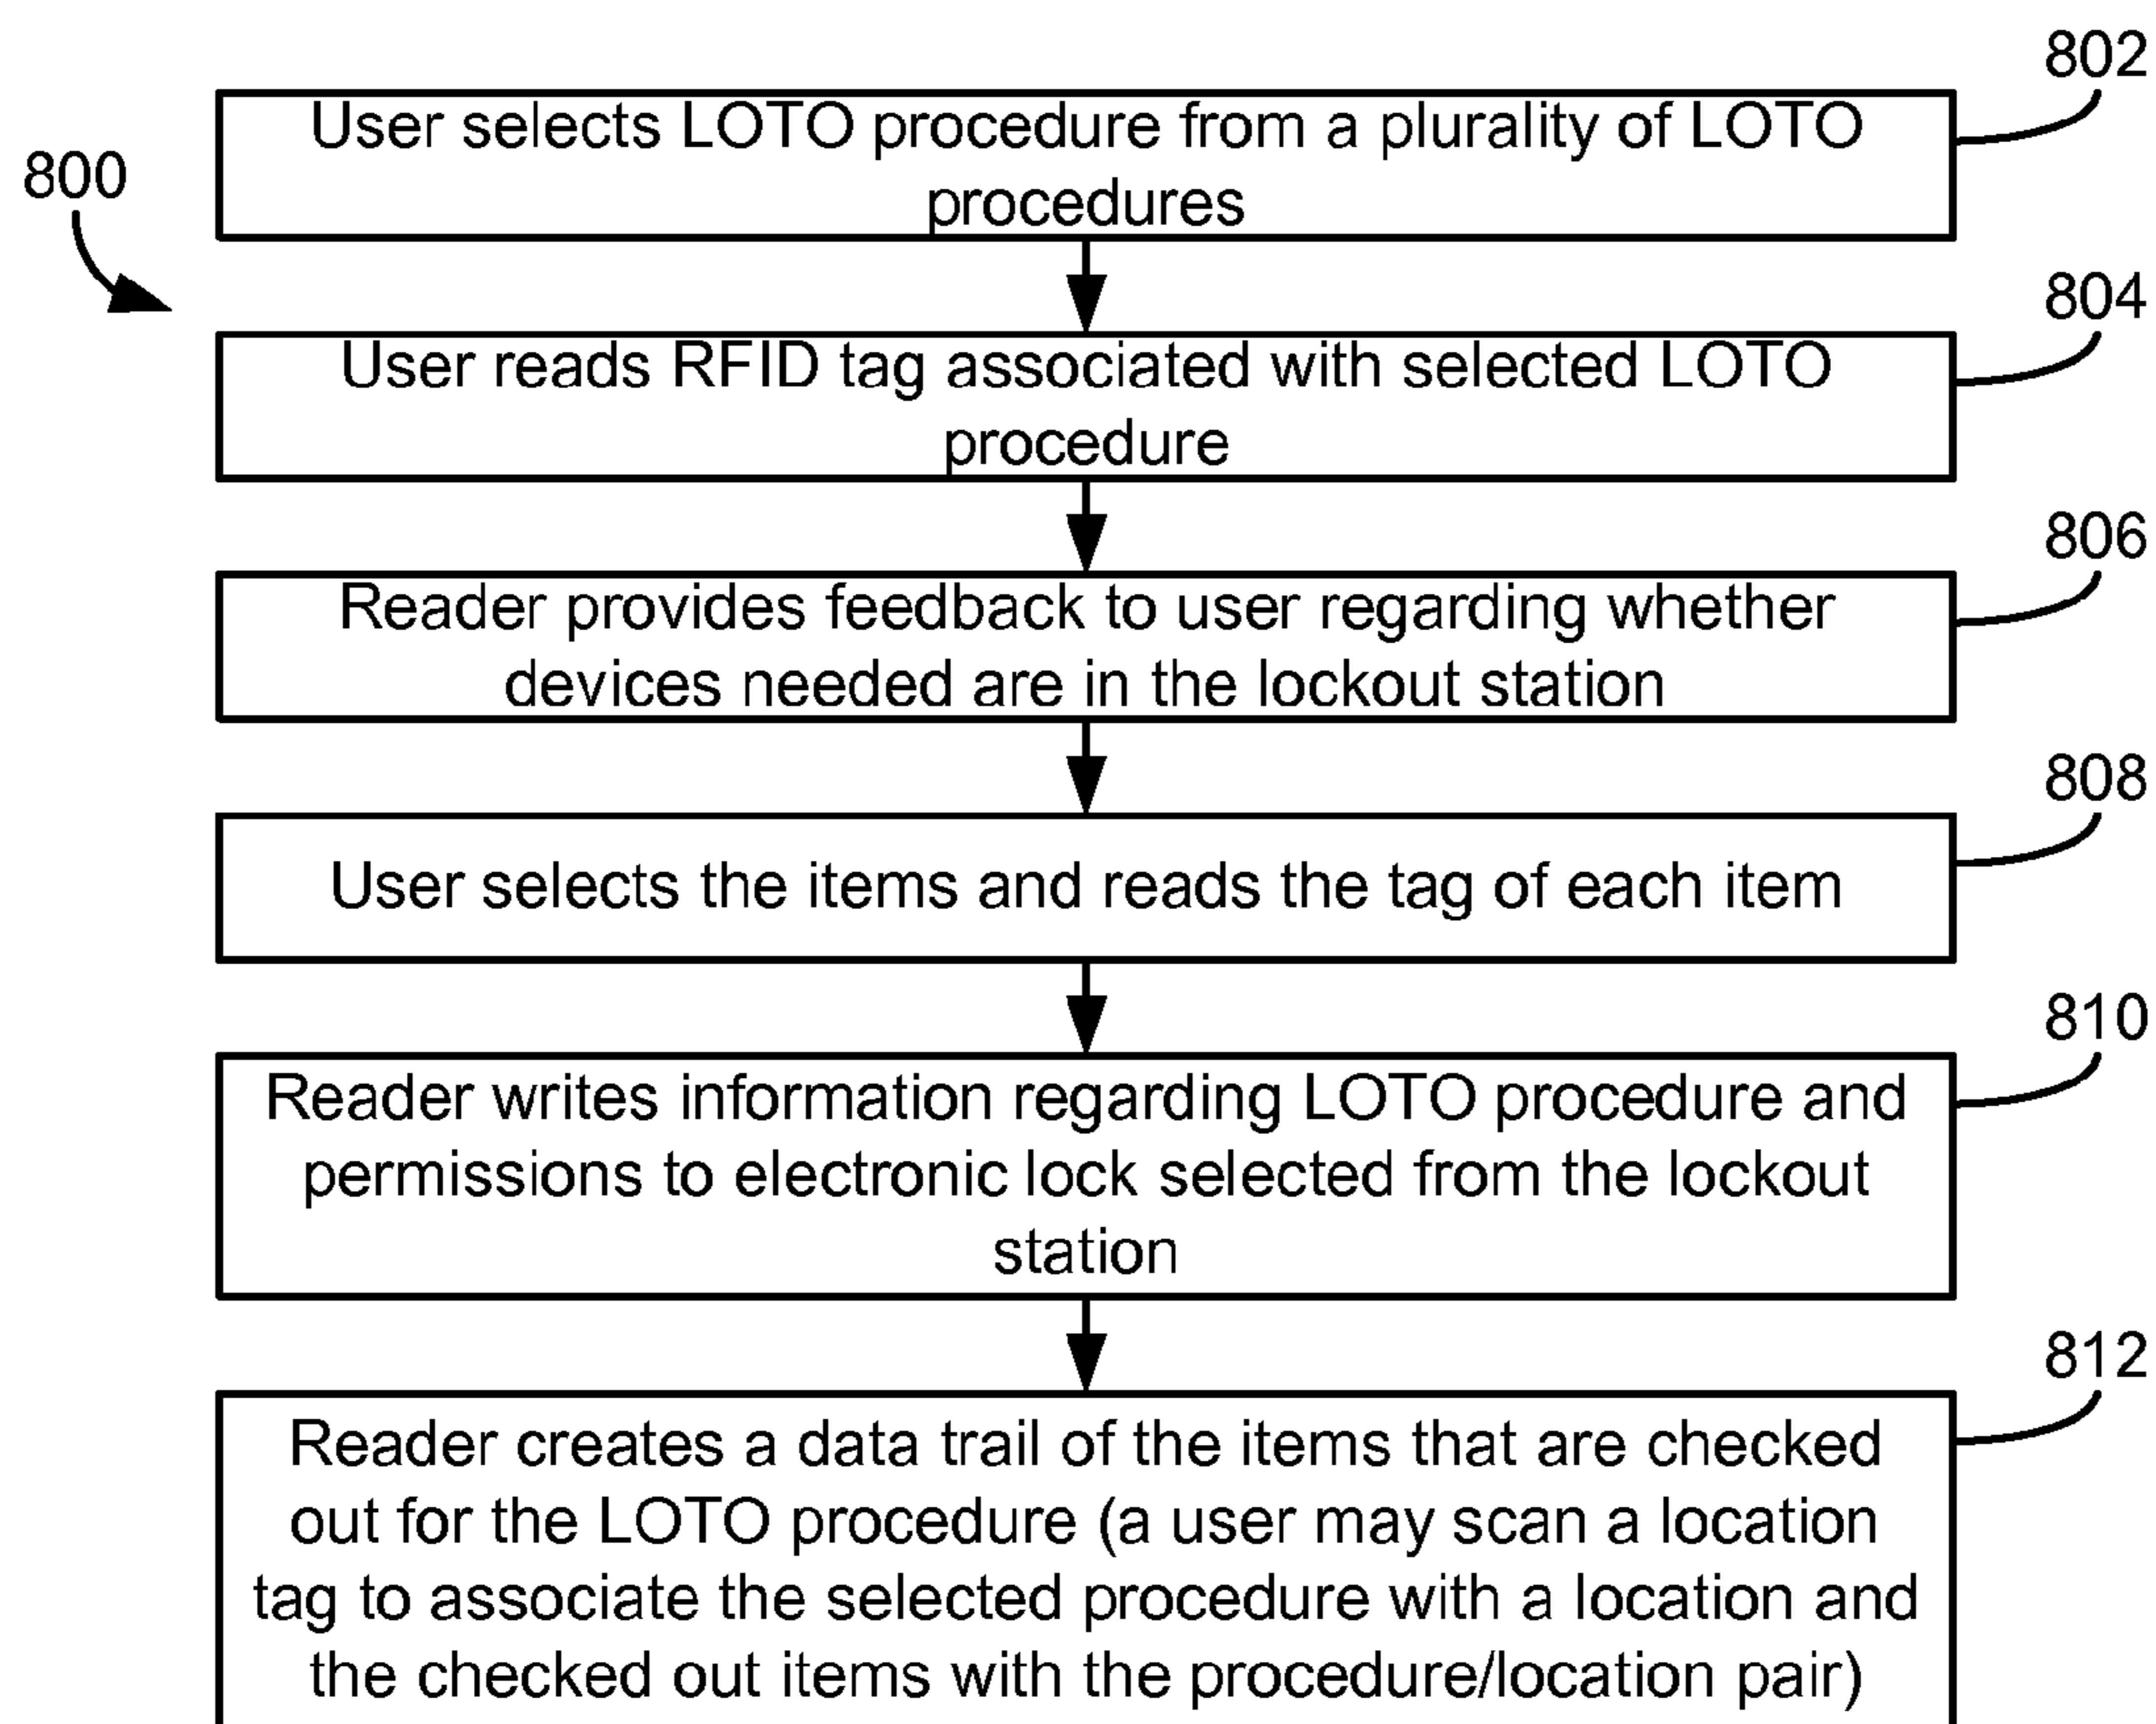 802
User selects LOTO procedure from a plurality of LOTO
procedures
800
804
User reads RFID tag associated with selected LOTO
procedure
806
Reader provides feedback to user regarding whether
devices needed are in the lockout station
808
User selects the items and reads the tag of each item
810
Reader writes information regarding LOTO procedure and
permissions to electronic lock selected from the lockout
station
812
Reader creates a data trail of the items that are checked
out for the LOTO procedure (a user may scan a location
tag to associate the selected procedure with a location and
the checked out items with the procedure/location pair)